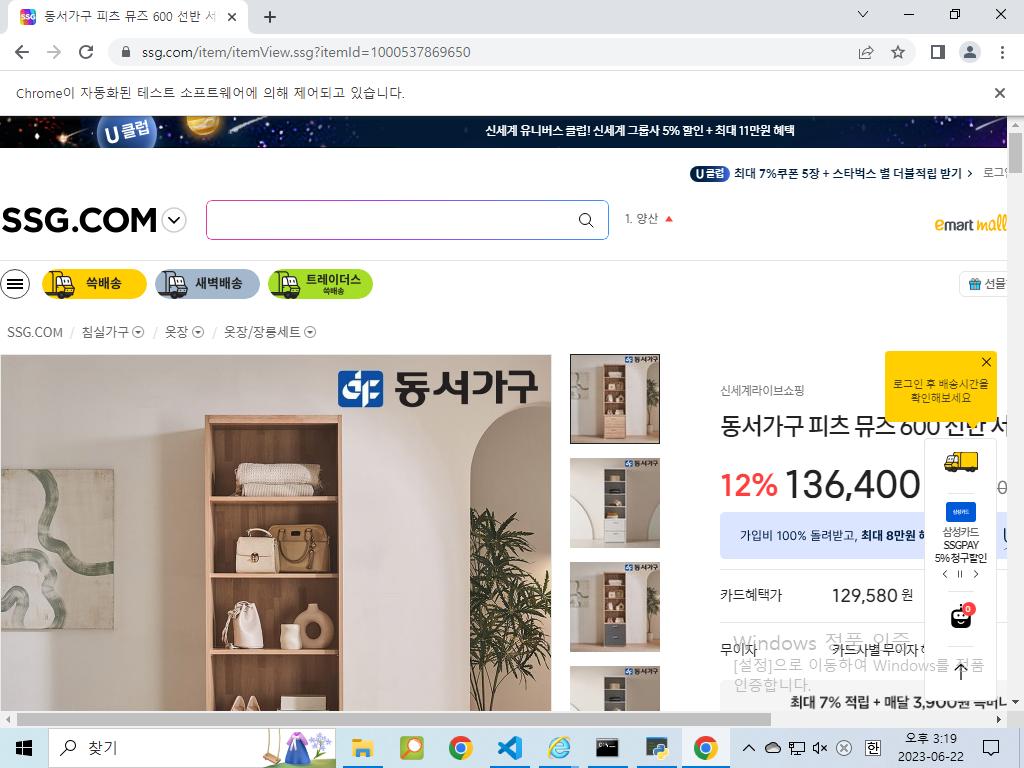 동서가구 피츠 뮤즈 600 선반 서
ssg.com/item/itemView.ssg?itemId=1000537869650
Chrome이 자동화된 테스트 소프트웨어에 의해 제어되고 있습니다.
U클럽
신세계 유니버스 클럽! 신세계 그룹사 5% 할인 + 최대 11만원 혜택
U클럽 최대 7%쿠폰 5장 + 스타벅스 별 더블적립 받기 >
로그인
SSG.COM
1. 양산
emart mall
쓱배송
새벽배송
트레이더스
쓱배송
선물
SSG.COM / 침실가구 / 옷장 / 옷장/장롱세트
동서가구
로그인 후 배송시간을
확인해보세요
신세계라이브쇼핑
동서가구 피츠 뮤즈 600 선반 서
12% 136,400
가입비 100% 돌려받고, 최대 8만원 혜
삼성카드
삼성카드
SSGPAY
5% 청구할인
카드혜택가 129,580 원
0
무이자 카드사별 무이자
Windows 정품 인증
[설정]으로 이동하여 Windows를 정품
인증합니다.
최대 7% 적립 + 매달 3,900원
찾기
오후 3:19
한
2023-06-22